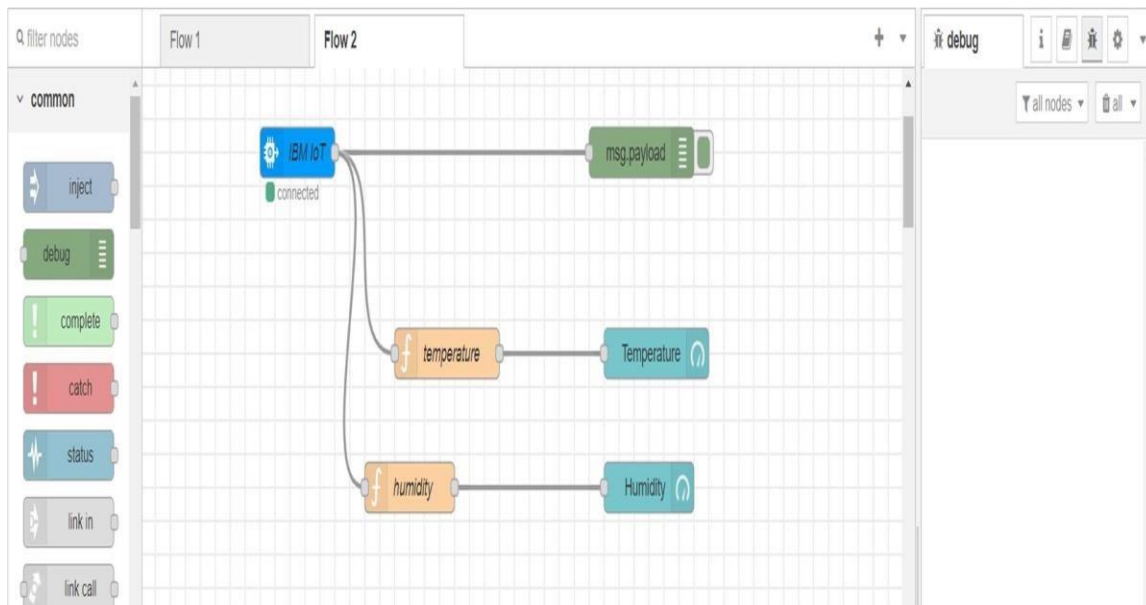 filter nodes
Flow 1
Flow 2
debug
i
all nodes
all
common
IBM IoT
msg.payload
connected
inject
debug
complete
temperature
Temperature
catch
status
humidity
Humidity
link in
link call